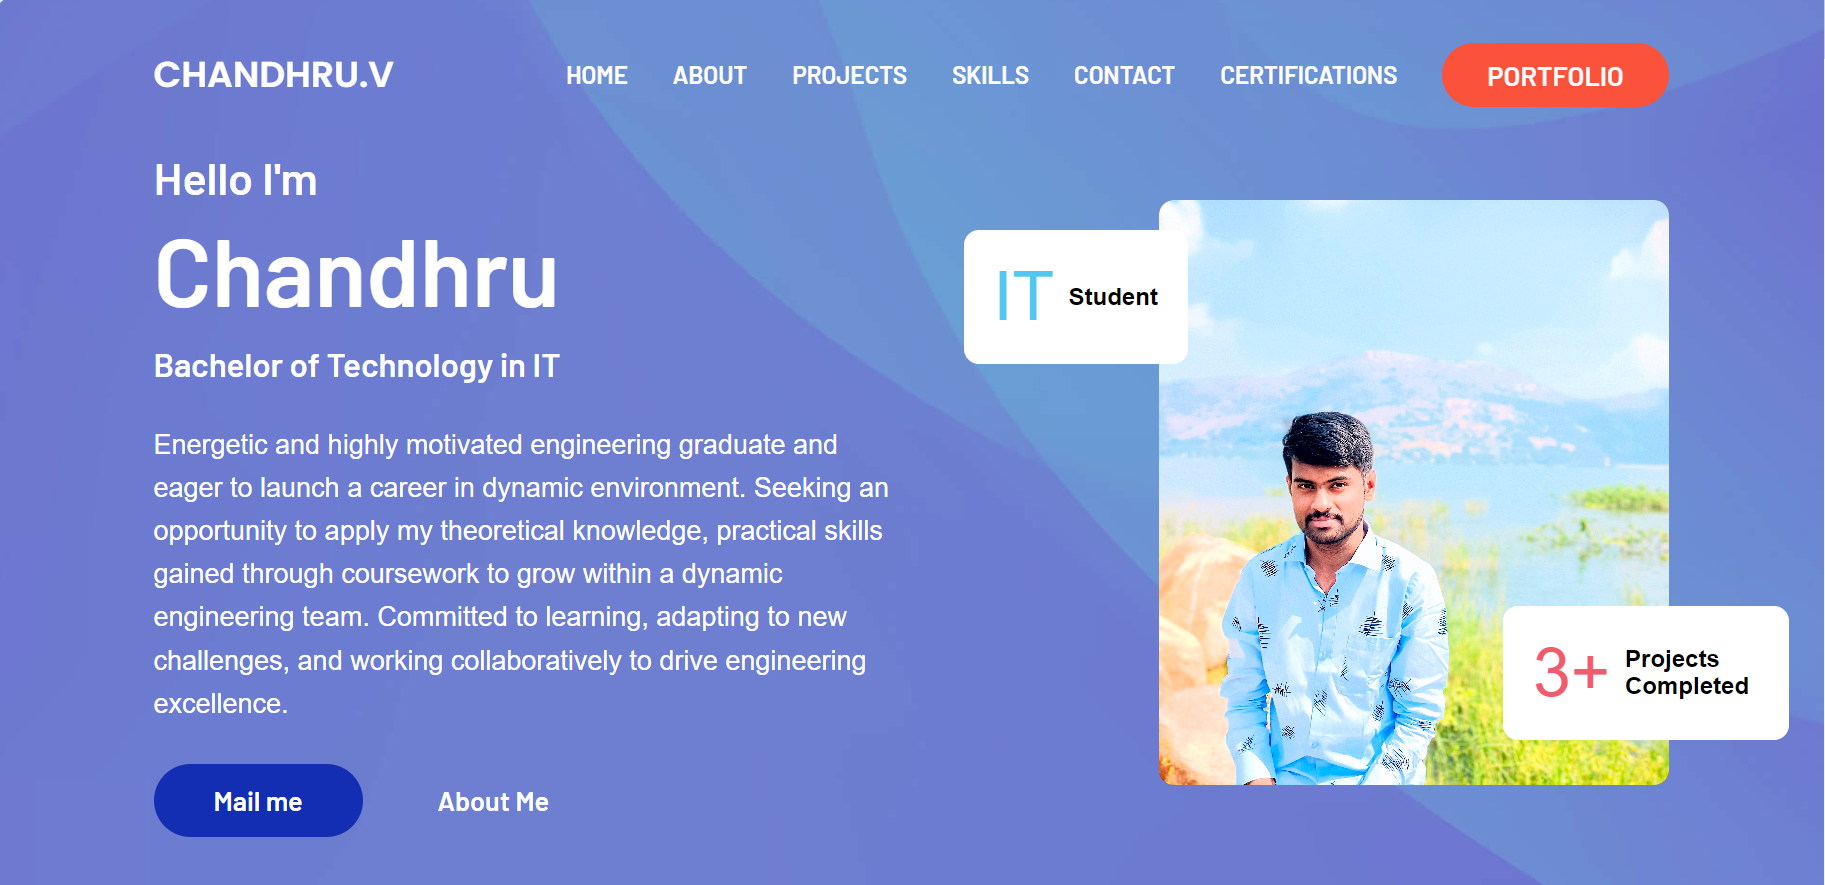 CHANDHRU.V
HOME ABOUT PROJECTS SKILLS CONTACT CERTIFICATIONS PORTFOLIO
Hello I'm
Chandhru
Bachelor of Technology in IT
Energetic and highly motivated engineering graduate and
eager to launch a career in dynamic environment. Seeking an
opportunity to apply my theoretical knowledge, practical skills
gained through coursework to grow within a dynamic
engineering team. Committed to learning, adapting to new
challenges, and working collaboratively to drive engineering
excellence.
Mail me
About Me
IT Student
3+ Projects
Completed